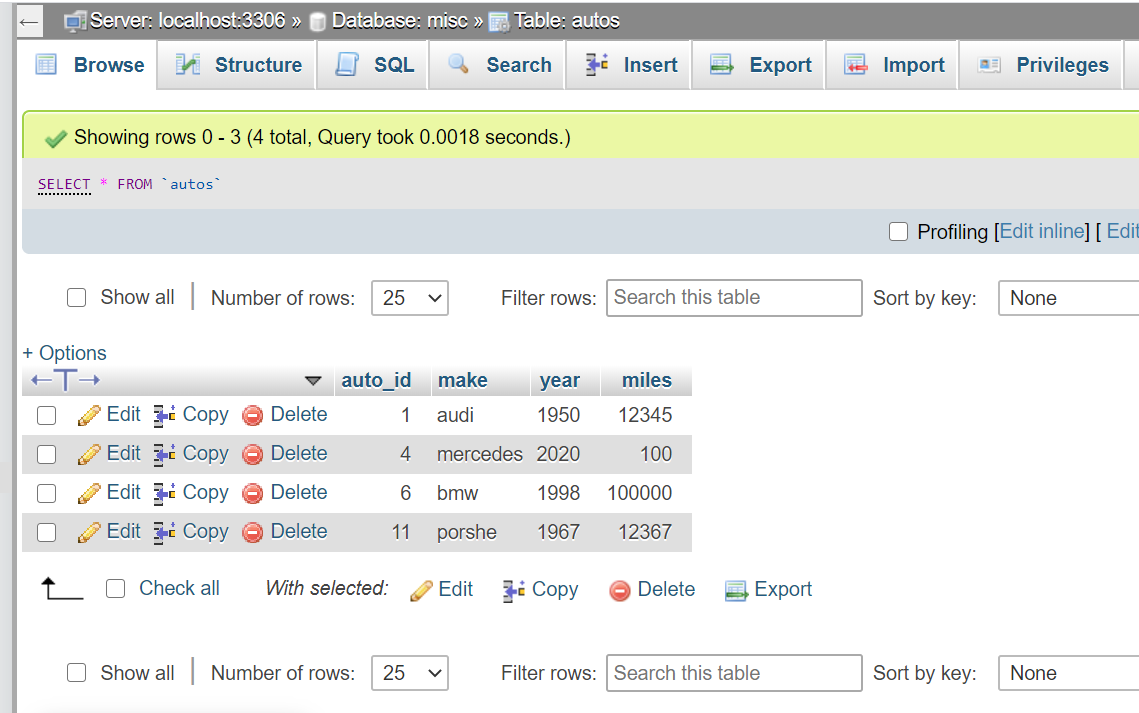 ← Server: localhost:3306 » Database: misc » Table: autos
Browse Structure SQL Search Insert Export Import Privileges
Showing rows 0 - 3 (4 total, Query took 0.0018 seconds.)
SELECT * FROM `autos`
Profiling [Edit inline] [ Edit
Show all Number of rows: 25 Filter rows: Search this table Sort by key: None
+ Options
←T→ auto_id make year miles
Edit Copy Delete 1 audi 1950 12345
Edit Copy Delete 4 mercedes 2020 100
Edit Copy Delete 6 bmw 1998 100000
Edit Copy Delete 11 porshe 1967 12367
Check all With selected: Edit Copy Delete Export
Show all Number of rows: 25 Filter rows: Search this table Sort by key: None